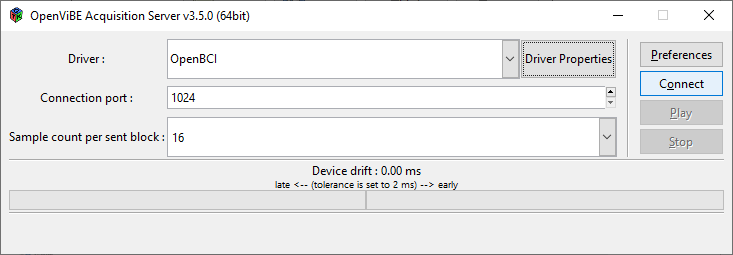 OpenViBE Acquisition Server v3.5.0 (64bit)
Driver :
OpenBCI
Driver Properties
Preferences
Connection port :
1024
Connect
Sample count per sent block :
16
Play
Stop
Device drift : 0.00 ms
late <-- (tolerance is set to 2 ms) --> early